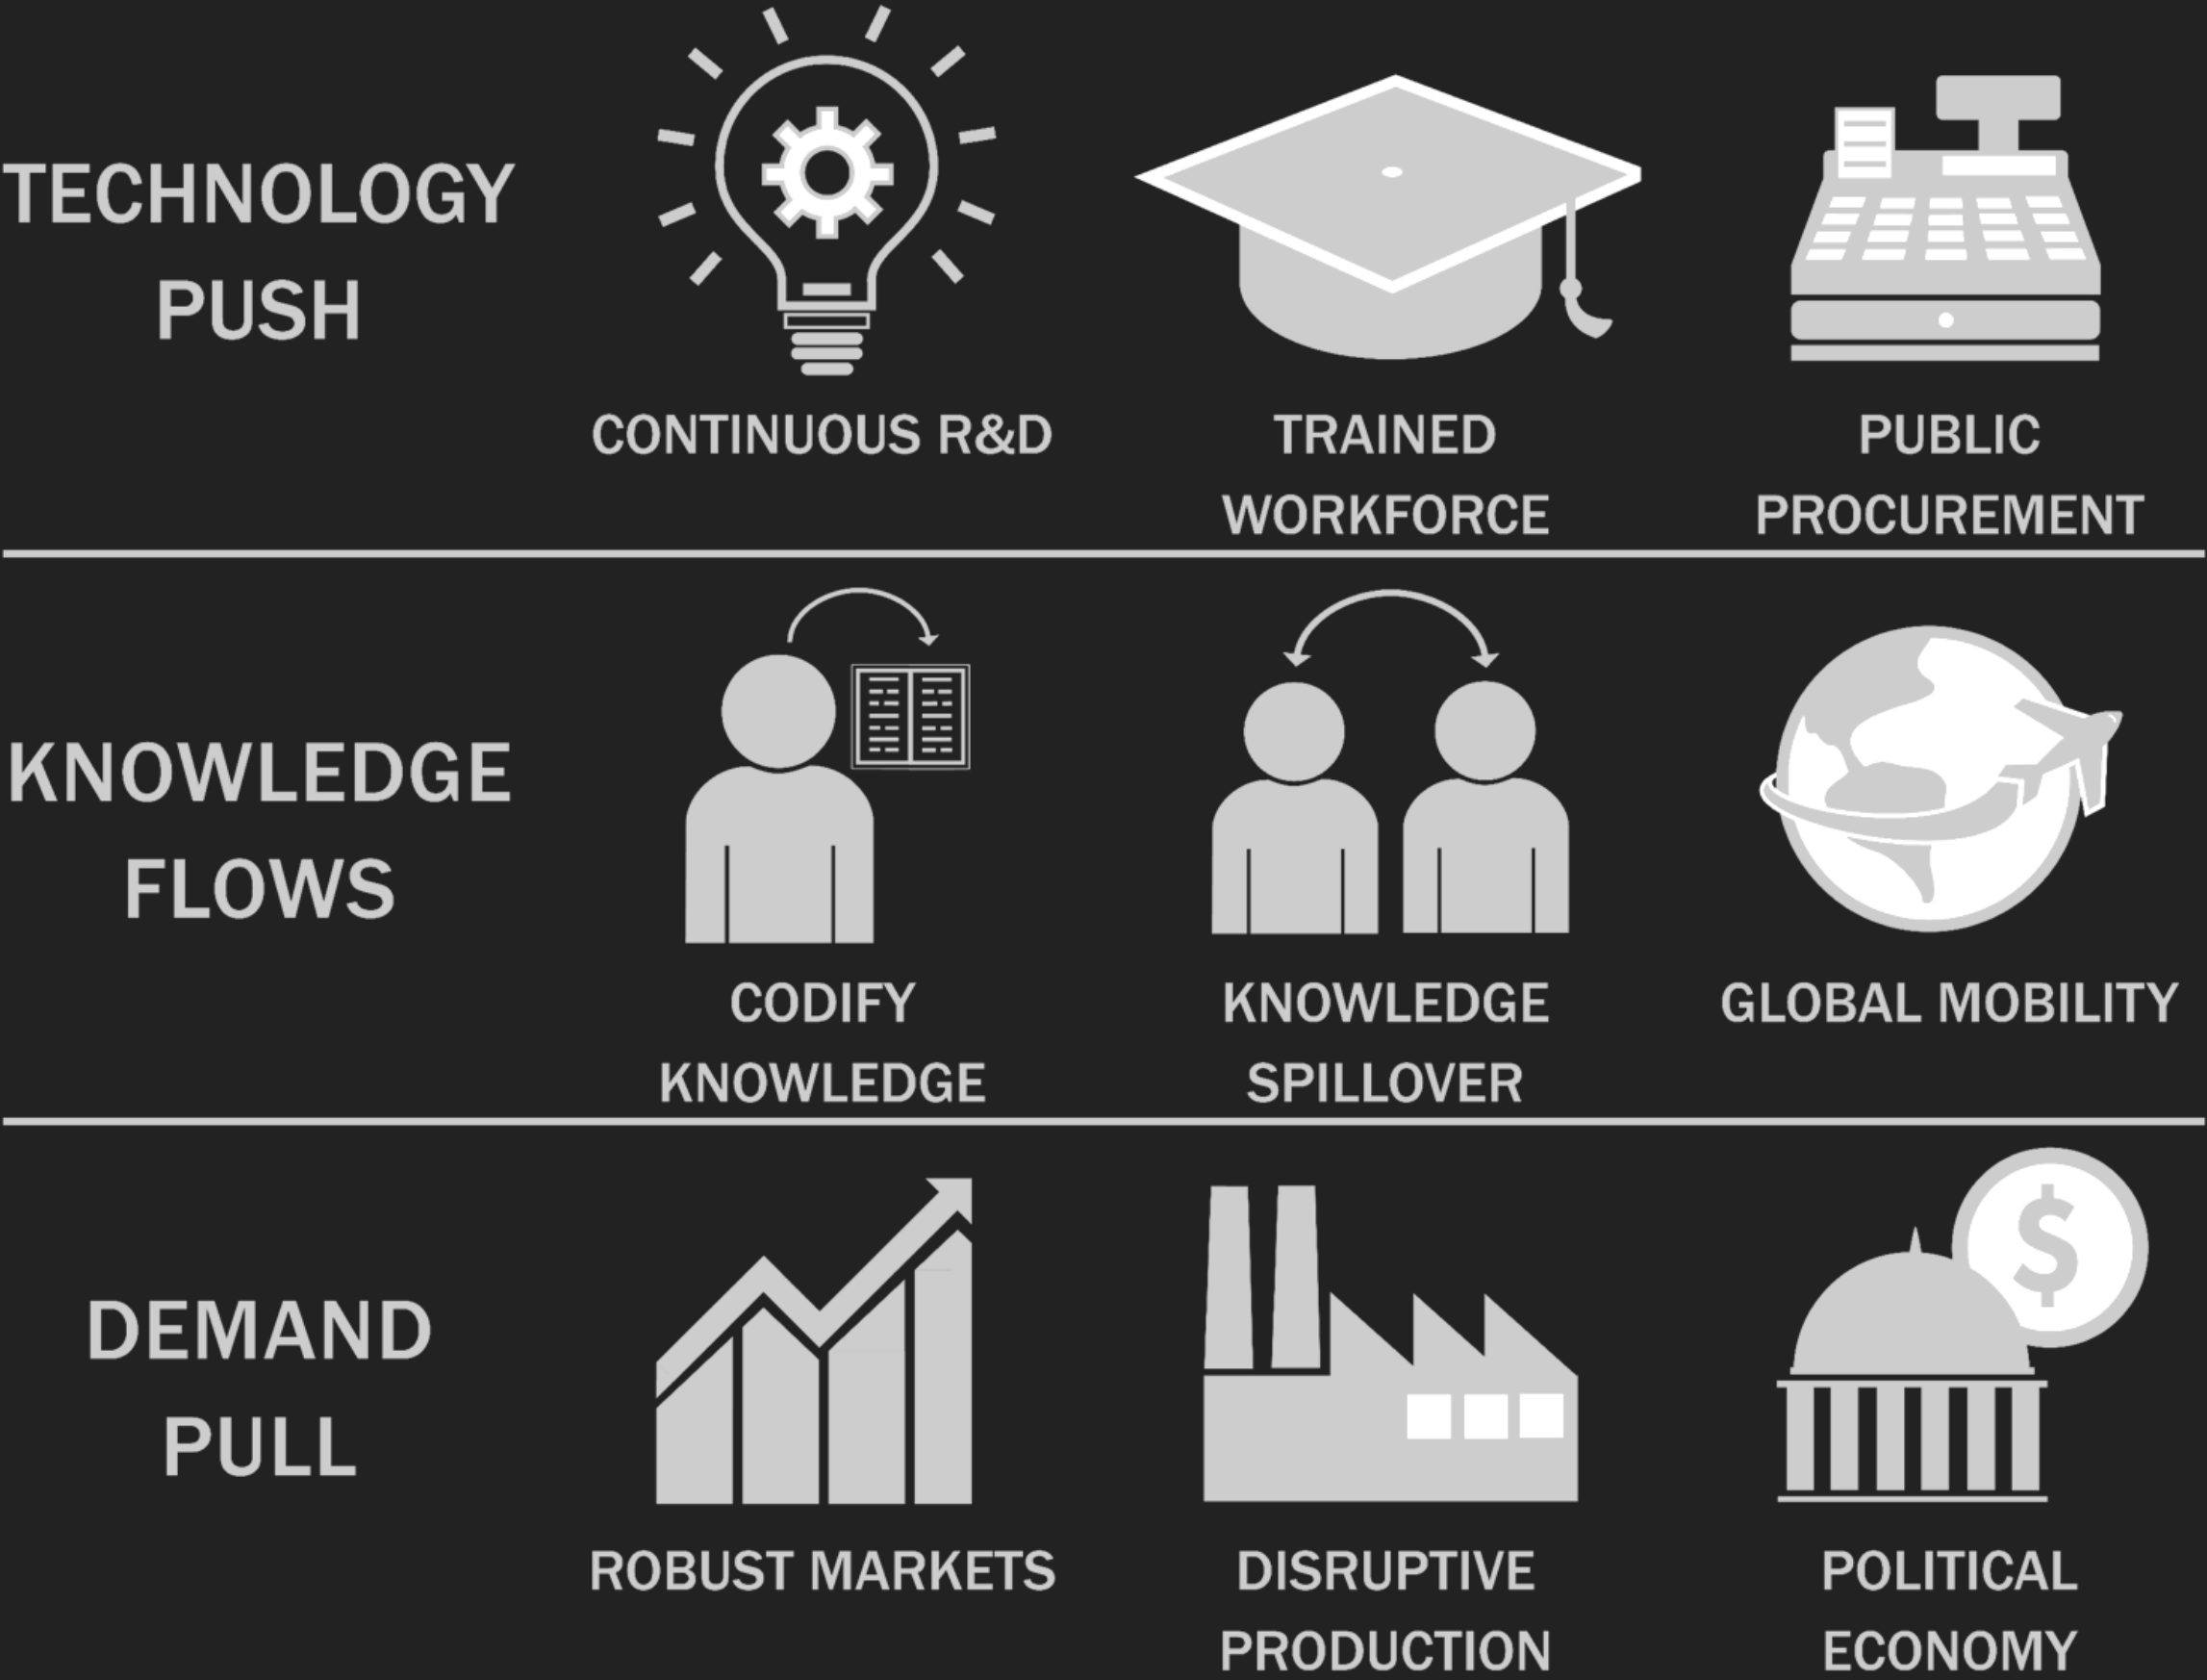 TECHNOLOGY
PUSH
CONTINUOUS R&D
TRAINED
WORKFORCE
PUBLIC
PROCUREMENT
KNOWLEDGE
FLOWS
CODIFY
KNOWLEDGE
KNOWLEDGE
SPILLOVER
GLOBAL MOBILITY
DEMAND
PULL
$
ROBUST MARKETS
DISRUPTIVE
PRODUCTION
POLITICAL
ECONOMY